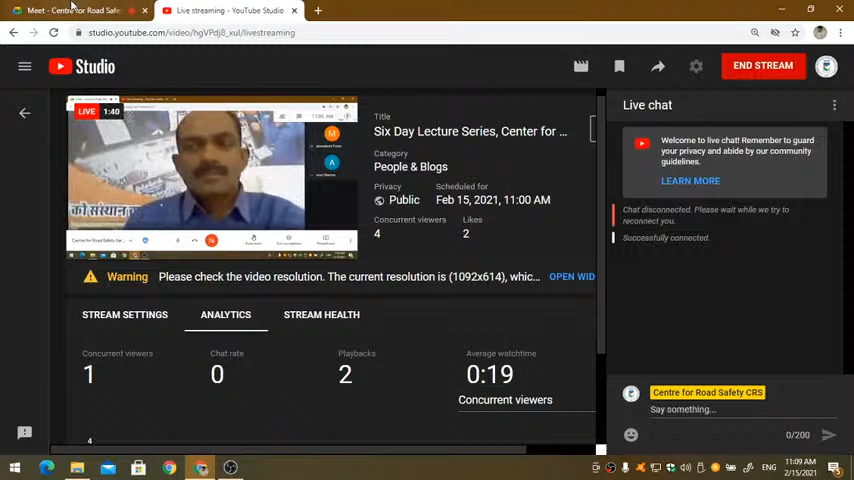 Meet - Centre for Road Safe
Live streaming - YouTube Studio
studio.youtube.com/video/hgVPdj8_xuI/livestreaming
Studio
END STREAM
LIVE 1:40
M
A
Title
Six Day Lecture Series, Center for ...
Category
People & Blogs
Privacy
Public
Scheduled for
Feb 15, 2021, 11:00 AM
Concurrent viewers
4
Likes
2
Warning
Please check the video resolution. The current resolution is (1092x614), whic...
OPEN WID
STREAM SETTINGS
ANALYTICS
STREAM HEALTH
Concurrent viewers
1
Chat rate
0
Playbacks
2
Average watchtime
0:19
Concurrent viewers
4
Live chat
Welcome to live chat! Remember to guard
your privacy and abide by our community
guidelines.
LEARN MORE
Chat disconnected. Please wait while we try to
reconnect you.
Successfully connected.
Centre for Road Safety CRS
Say something...
0/200
ENG
11:09 AM
2/15/2021